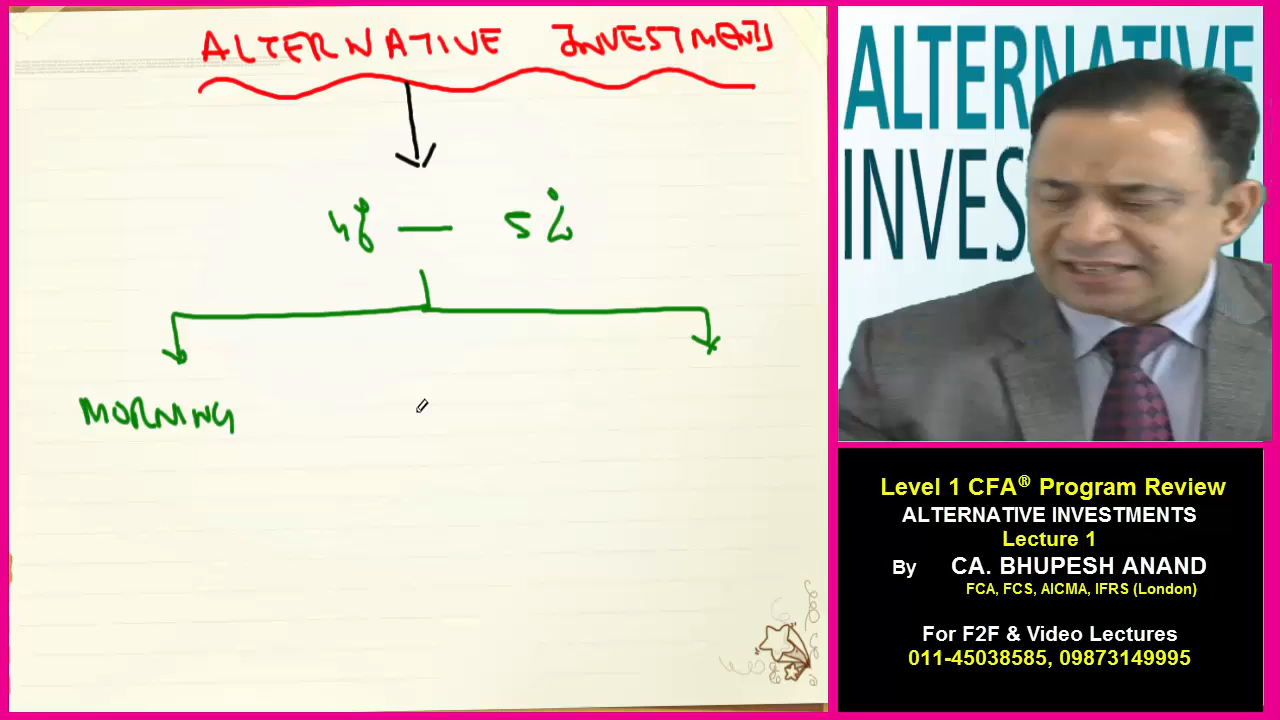 ALTERNATIVE INVESTMENTS
4% — 5%
MORNING
ALTERNATIVE
INVES
Level 1 CFA® Program Review
ALTERNATIVE INVESTMENTS
Lecture 1
By CA. BHUPESH ANAND
FCA, FCS, AICMA, IFRS (London)
For F2F & Video Lectures
011-45038585, 09873149995